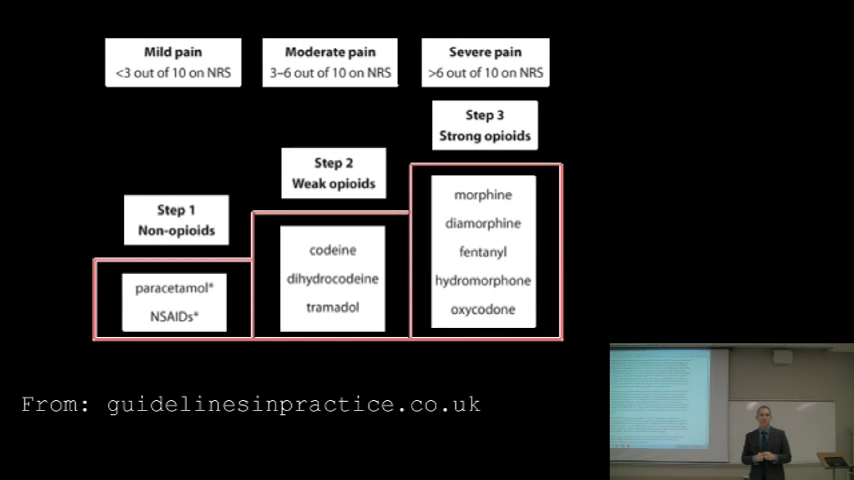 Mild pain
<3 out of 10 on NRS
Moderate pain
3–6 out of 10 on NRS
Severe pain
>6 out of 10 on NRS
Step 3
Strong opioids
Step 2
Weak opioids
Step 1
Non-opioids
morphine
diamorphine
fentanyl
hydromorphone
oxycodone
codeine
dihydrocodeine
tramadol
paracetamol*
NSAIDs*
From: guidelinesinpractice.co.uk